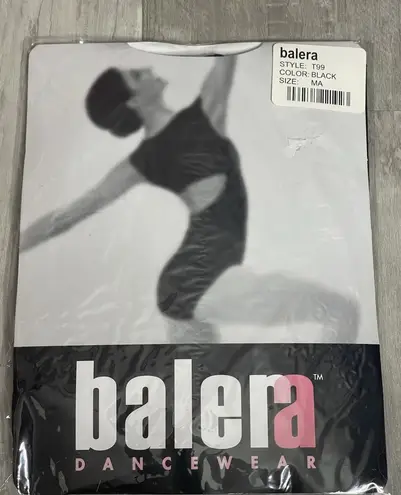 balera
STYLE: T99
COLOR: BLACK
SIZE: MA
balera™
DANCEWEAR